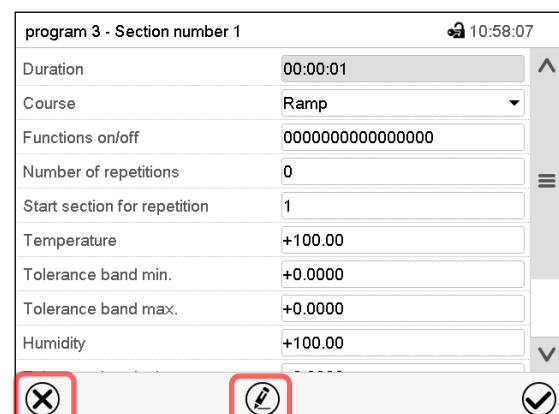 program 3 - Section number 1 10:58:07
Duration 00:00:01
Course Ramp
Functions on/off 0000000000000000
Number of repetitions 0
Start section for repetition 1
Temperature +100.00
Tolerance band min. +0.0000
Tolerance band max. +0.0000
Humidity +100.00